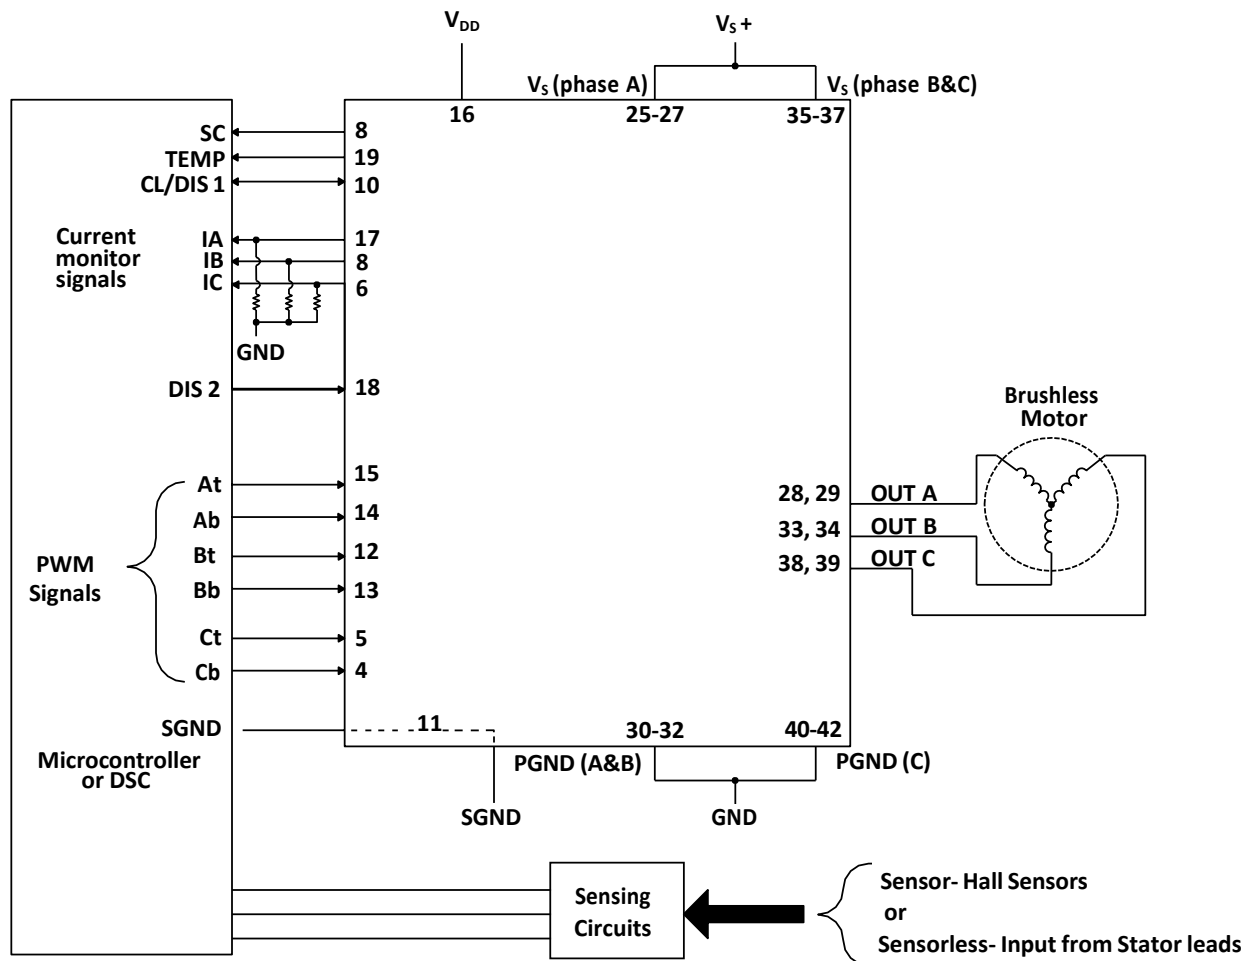 V_DD
V_S +
V_S (phase A)
V_S (phase B&C)
16
25-27
35-37
SC
8
TEMP
19
CL/DIS 1
10
Current
monitor
signals
IA
17
IB
8
IC
6
GND
DIS 2
18
Brushless
Motor
PWM
Signals
At
15
Ab
14
Bt
12
Bb
13
Ct
5
Cb
4
28, 29
OUT A
33, 34
OUT B
38, 39
OUT C
SGND
11
30-32
40-42
Microcontroller
or DSC
PGND (A&B)
PGND (C)
SGND
GND
Sensing
Circuits
Sensor- Hall Sensors
or
Sensorless- Input from Stator leads